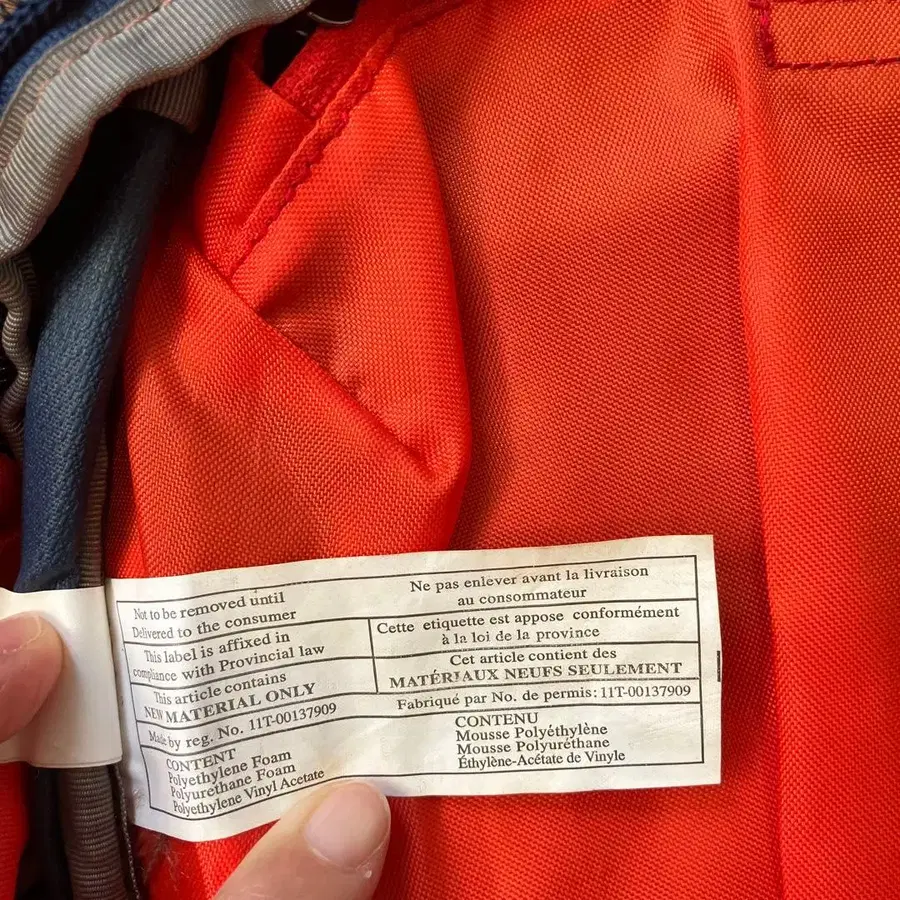 Not to be removed until
Delivered to the consumer
Ne pas enlever avant la livraison
au consommateur
This label is affixed in
compliance with Provincial law
Cette etiquette est appose conformément
à la loi de la province
This article contains
NEW MATERIAL ONLY
Cet article contient des
MATÉRIAUX NEUFS SEULEMENT
Made by reg. No. 11T-00137909
Fabriqué par No. de permis: 11T-00137909
CONTENT
Polyethylene Foam
Polyurethane Foam
Polyethylene Vinyl Acetate
CONTENU
Mousse Polyéthylène
Mousse Polyuréthane
Éthylène-Acétate de Vinyle